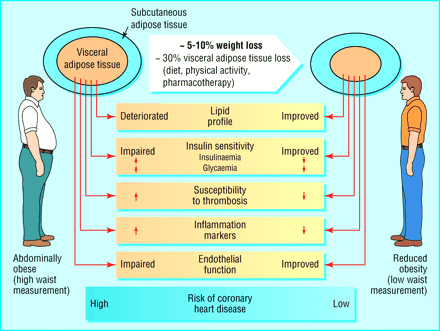 Subcutaneous
adipose tissue
Visceral
adipose tissue
~ 5-10% weight loss
~ 30% visceral adipose tissue loss
(diet, physical activity,
pharmacotherapy)
Deteriorated Lipid Improved
profile
Impaired Insulin sensitivity Improved
Insulinaemia
Glycaemia
Susceptibility
to thrombosis
Inflammation
markers
Impaired Endothelial Improved
function
Abdominally
obese
(high waist
measurement)
Reduced
obesity
(low waist
measurement)
High Risk of coronary Low
heart disease